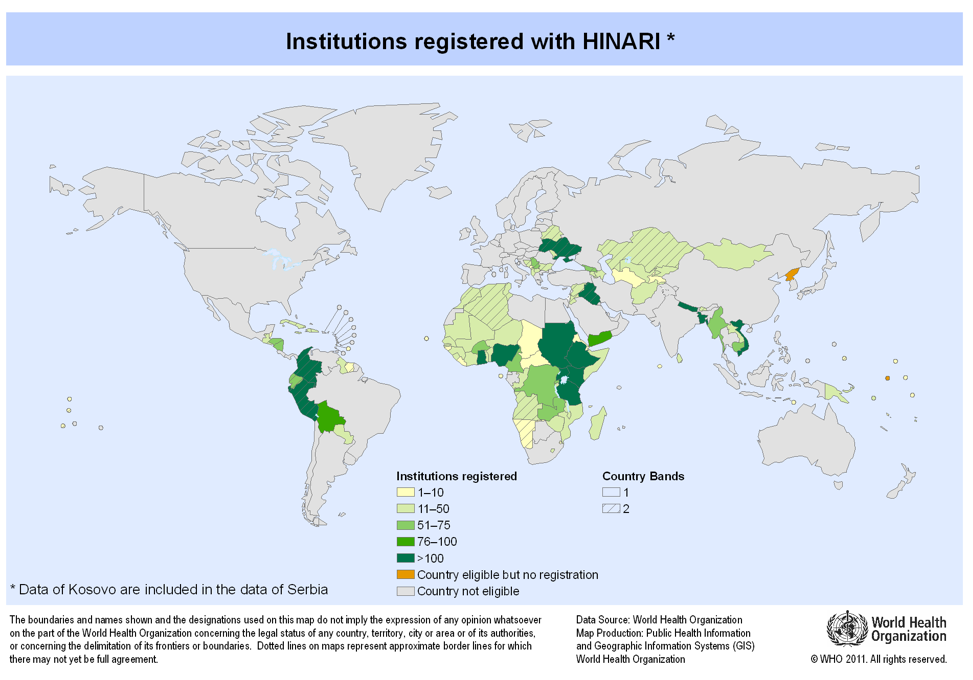 Institutions registered with HINARI *
Institutions registered
1–10
11–50
51–75
76–100
>100
Country eligible but no registration
Country not eligible
Country Bands
1
2
* Data of Kosovo are included in the data of Serbia
The boundaries and names shown and the designations used on this map do not imply the expression of any opinion whatsoever
on the part of the World Health Organization concerning the legal status of any country, territory, city or area or of its authorities,
or concerning the delimitation of its frontiers or boundaries.  Dotted lines on maps represent approximate border lines for which
there may not yet be full agreement.
Data Source: World Health Organization
Map Production: Public Health Information
and Geographic Information Systems (GIS)
World Health Organization
World Health
Organization
© WHO 2011. All rights reserved.